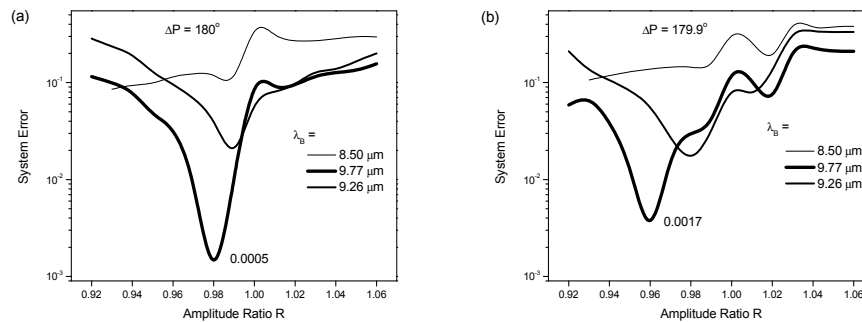 (a)
ΔP = 180°
System Error
10⁻¹
10⁻²
10⁻³
λB =
8.50 μm
9.77 μm
9.26 μm
0.0005
0.92 0.94 0.96 0.98 1.00 1.02 1.04 1.06
Amplitude Ratio R
(b)
ΔP = 179.9°
System Error
10⁻¹
10⁻²
10⁻³
λB =
8.50 μm
9.77 μm
9.26 μm
0.0017
0.92 0.94 0.96 0.98 1.00 1.02 1.04 1.06
Amplitude Ratio R